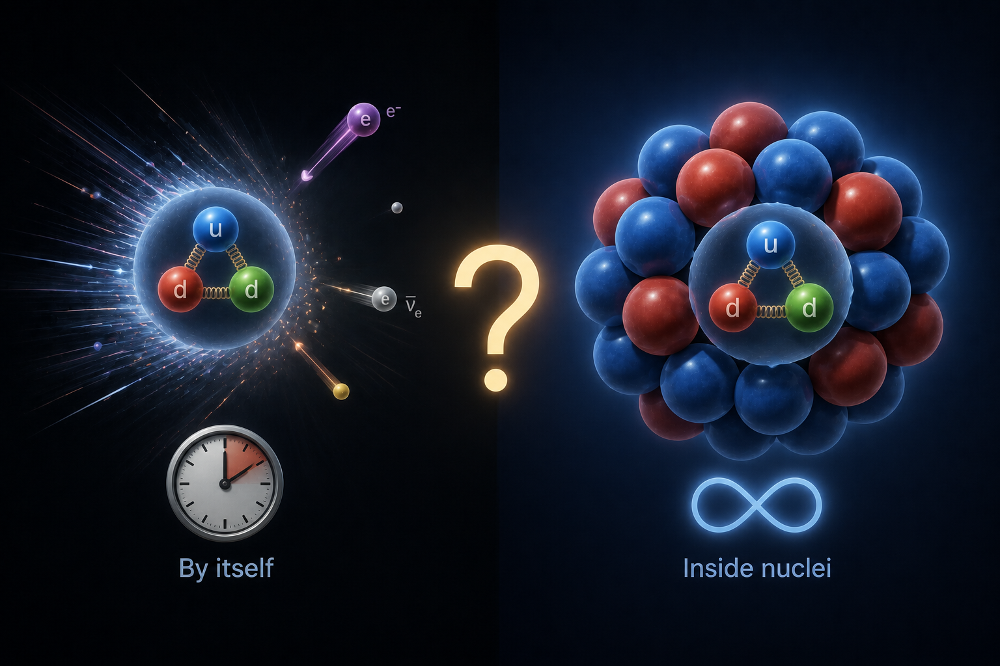 e e⁻
u
d d
e ν̄ₑ
?
u
d d
∞
By itself
Inside nuclei